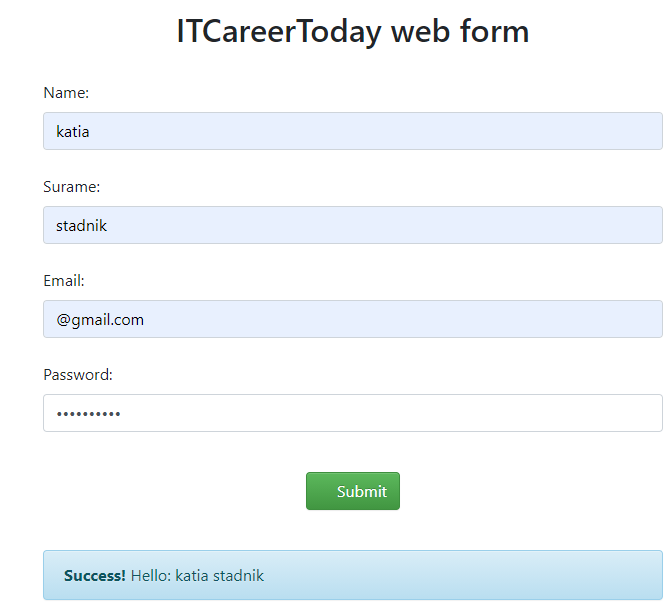 ITCareerToday web form
Name:
katia
Surame:
stadnik
Email:
@gmail.com
Password:
••••••••••
Submit
Success! Hello: katia stadnik